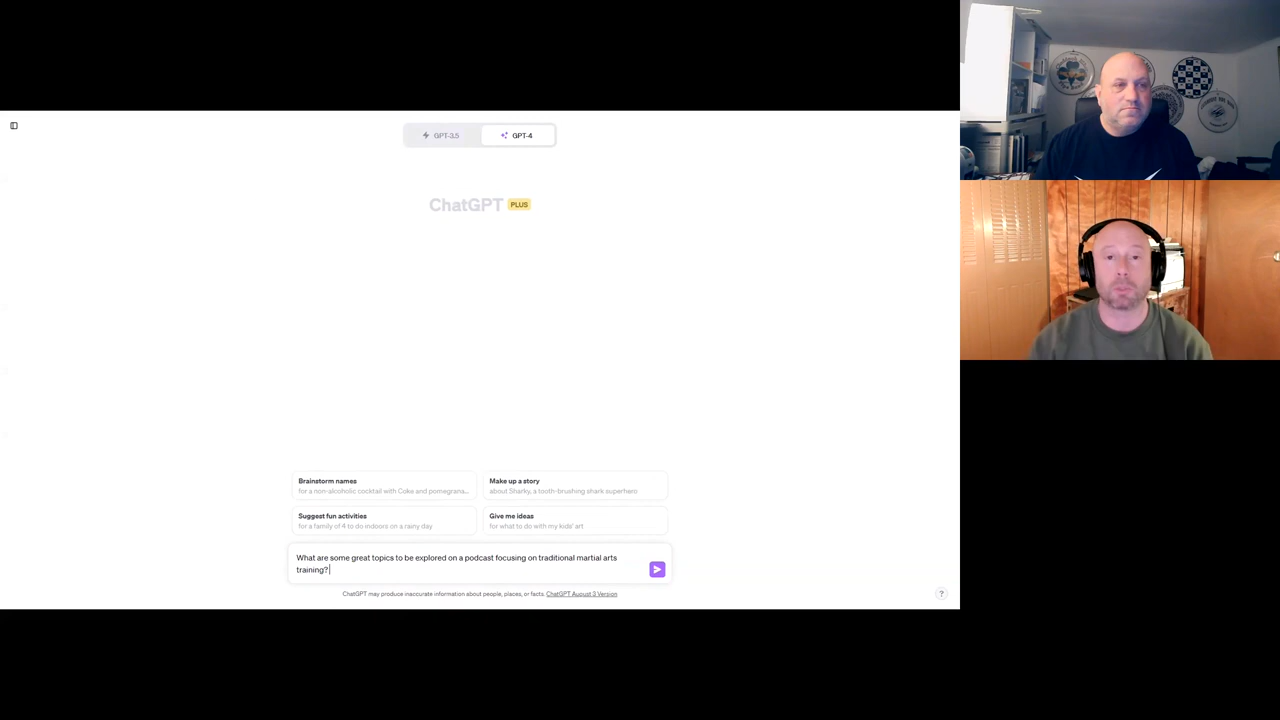 GPT-3.5
GPT-4
ChatGPT PLUS
Brainstorm names
for a non-alcoholic cocktail with Coke and pomegrana...
Make up a story
about Sharky, a tooth-brushing shark superhero
Suggest fun activities
for a family of 4 to do indoors on a rainy day
Give me ideas
for what to do with my kids' art
What are some great topics to be explored on a podcast focusing on traditional martial arts
training?
ChatGPT may produce inaccurate information about people, places, or facts. ChatGPT August 3 Version
?